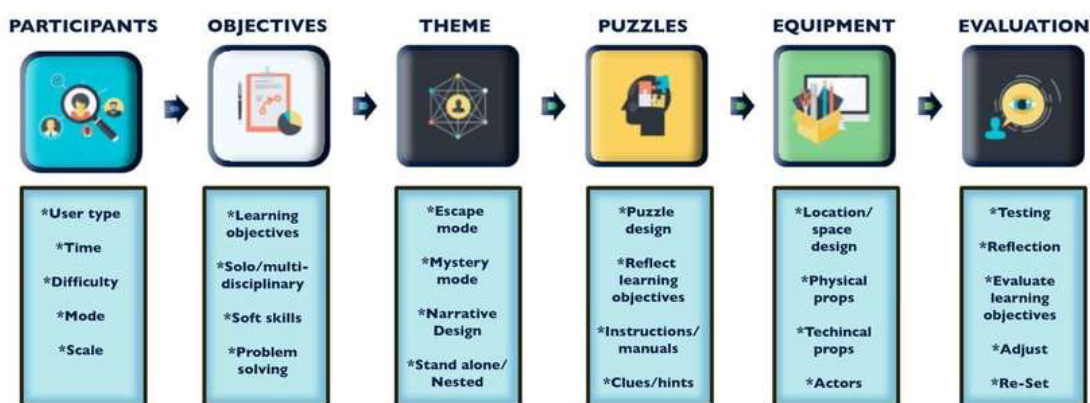 PARTICIPANTS
OBJECTIVES
THEME
PUZZLES
EQUIPMENT
EVALUATION
*User type
*Time
*Difficulty
*Mode
*Scale
*Learning
objectives
*Solo/multi-
disciplinary
*Soft skills
*Problem
solving
*Escape
mode
*Mystery
mode
*Narrative
Design
*Stand alone/
Nested
*Puzzle
design
*Reflect
learning
objectives
*Instructions/
manuals
*Clues/hints
*Location/
space
design
*Physical
props
*Techincal
props
*Actors
*Testing
*Reflection
*Evaluate
learning
objectives
*Adjust
*Re-Set